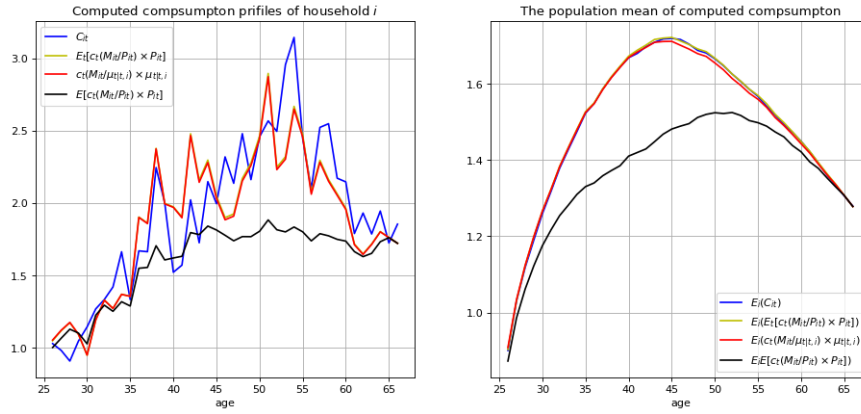 Computed compsumpton prifiles of household i
C_it
E_t[c_t(M_it/P_it) × P_it]
c_t(M_it/μ_t|t,i) × μ_t|t,i
E[c_t(M_it/P_it) × P_it]
3.0
2.5
2.0
1.5
1.0
25 30 35 40 45 50 55 60 65
age
The population mean of computed compsumpton
1.6
1.4
1.2
1.0
E_i(C_it)
E_i(E_t[c_t(M_it/P_it) × P_it])
E_i(c_t(M_it/μ_t|t,i) × μ_t|t,i)
E_iE[c_t(M_it/P_it) × P_it])
25 30 35 40 45 50 55 60 65
age